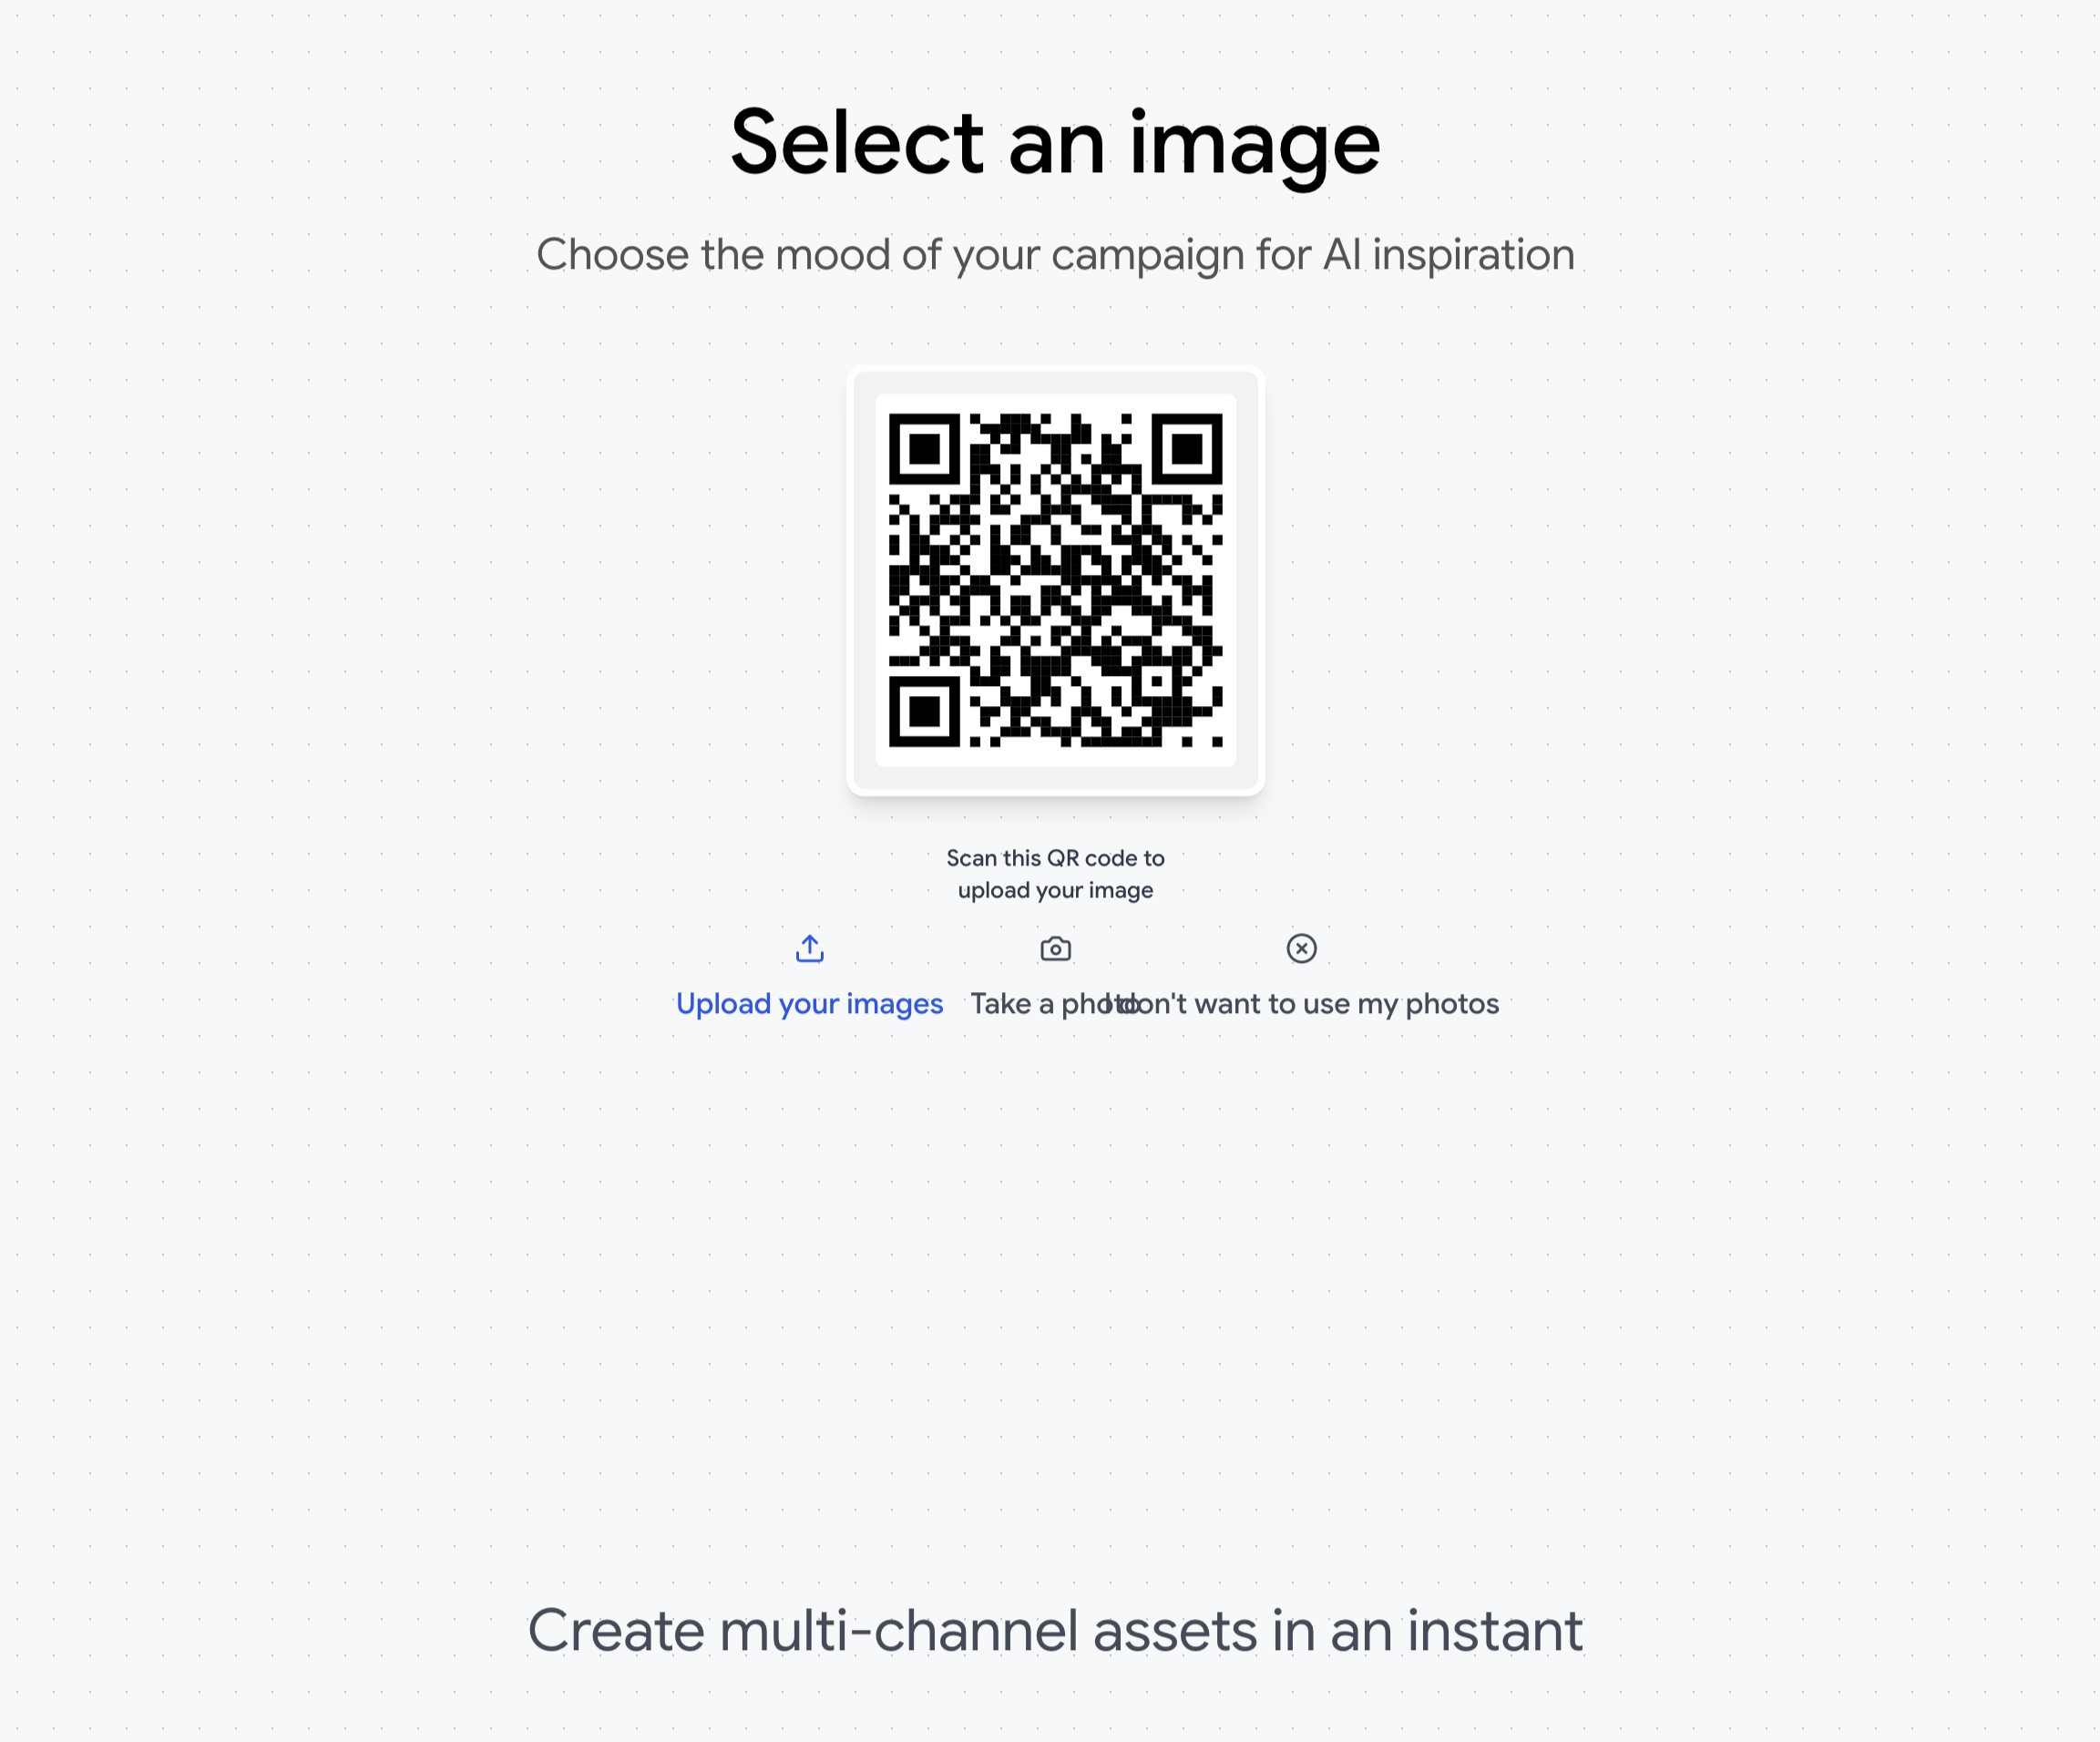 Select an image
Choose the mood of your campaign for AI inspiration
Scan this QR code to
upload your image
Upload your images
Take a photo
I don't want to use my photos
Create multi-channel assets in an instant